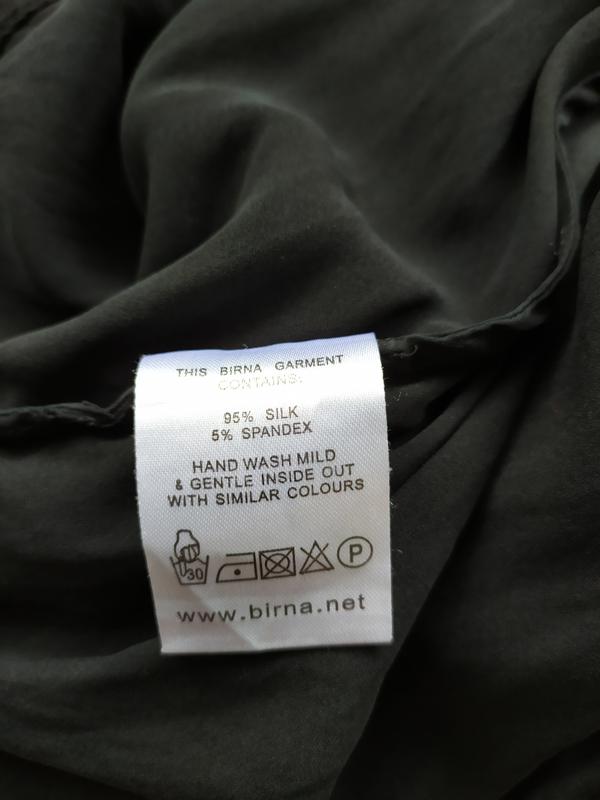 THIS BIRNA GARMENT
CONTAINS:
95% SILK
5% SPANDEX
HAND WASH MILD
& GENTLE INSIDE OUT
WITH SIMILAR COLOURS
30 P
www.birna.net